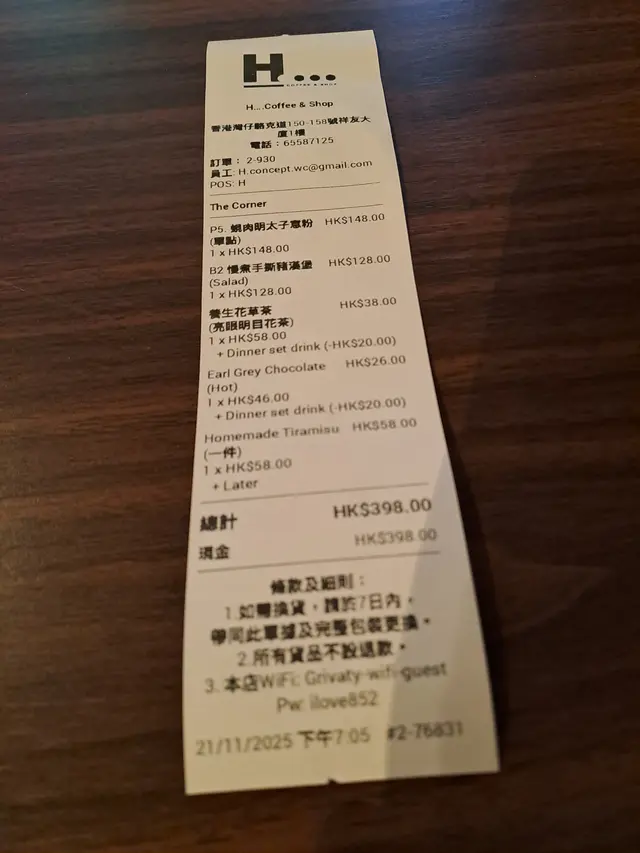 H....
COFFEE & SHOP
H....Coffee & Shop
香港灣仔駱克道150-158號祥友大
廈1樓
電話：65587125
訂單： 2-930
員工: H.concept.wc@gmail.com
POS: H
The Corner
P5. 蝦肉明太子意粉 HK$148.00
(單點)
1 x HK$148.00
B2 慢煮手撕豬漢堡 HK$128.00
(Salad)
1 x HK$128.00
養生花草茶 HK$38.00
(亮眼明目花茶)
1 x HK$58.00
+ Dinner set drink (-HK$20.00)
Earl Grey Chocolate HK$26.00
(Hot)
1 x HK$46.00
+ Dinner set drink (-HK$20.00)
Homemade Tiramisu HK$58.00
(一件)
1 x HK$58.00
+ Later
總計 HK$398.00
現金 HK$398.00
條款及細則：
1.如需換貨，請於7日內，
帶同此單據及完整包裝更換。
2.所有貨品不設退款。
3. 本店WiFi: Grivaty-wifi-guest
Pw: ilove852
21/11/2025 下午7:05 #2-76831